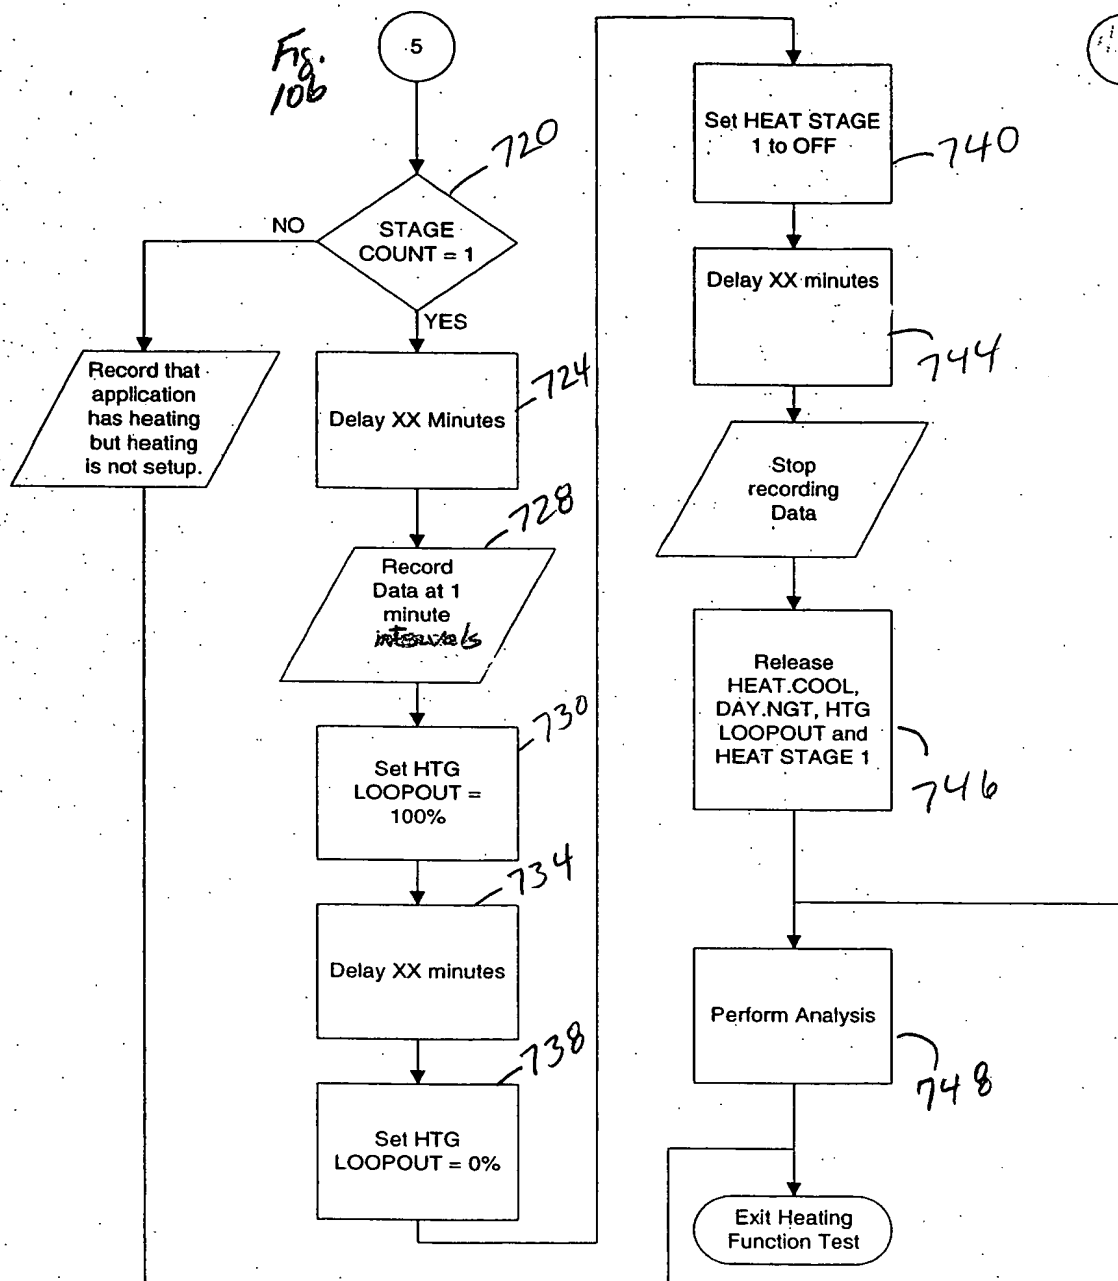 Fig.
10b
5
720
STAGE
COUNT = 1
NO
YES
Record that
application
has heating
but heating
is not setup.
724
Delay XX Minutes
728
Record
Data at 1
minute
intervals
730
Set HTG
LOOPOUT =
100%
734
Delay XX minutes
738
Set HTG
LOOPOUT = 0%
Set HEAT STAGE
1 to OFF
740
Delay XX minutes
744
Stop
recording
Data
Release
HEAT.COOL,
DAY.NGT, HTG
LOOPOUT and
HEAT STAGE 1
746
Perform Analysis
748
Exit Heating
Function Test